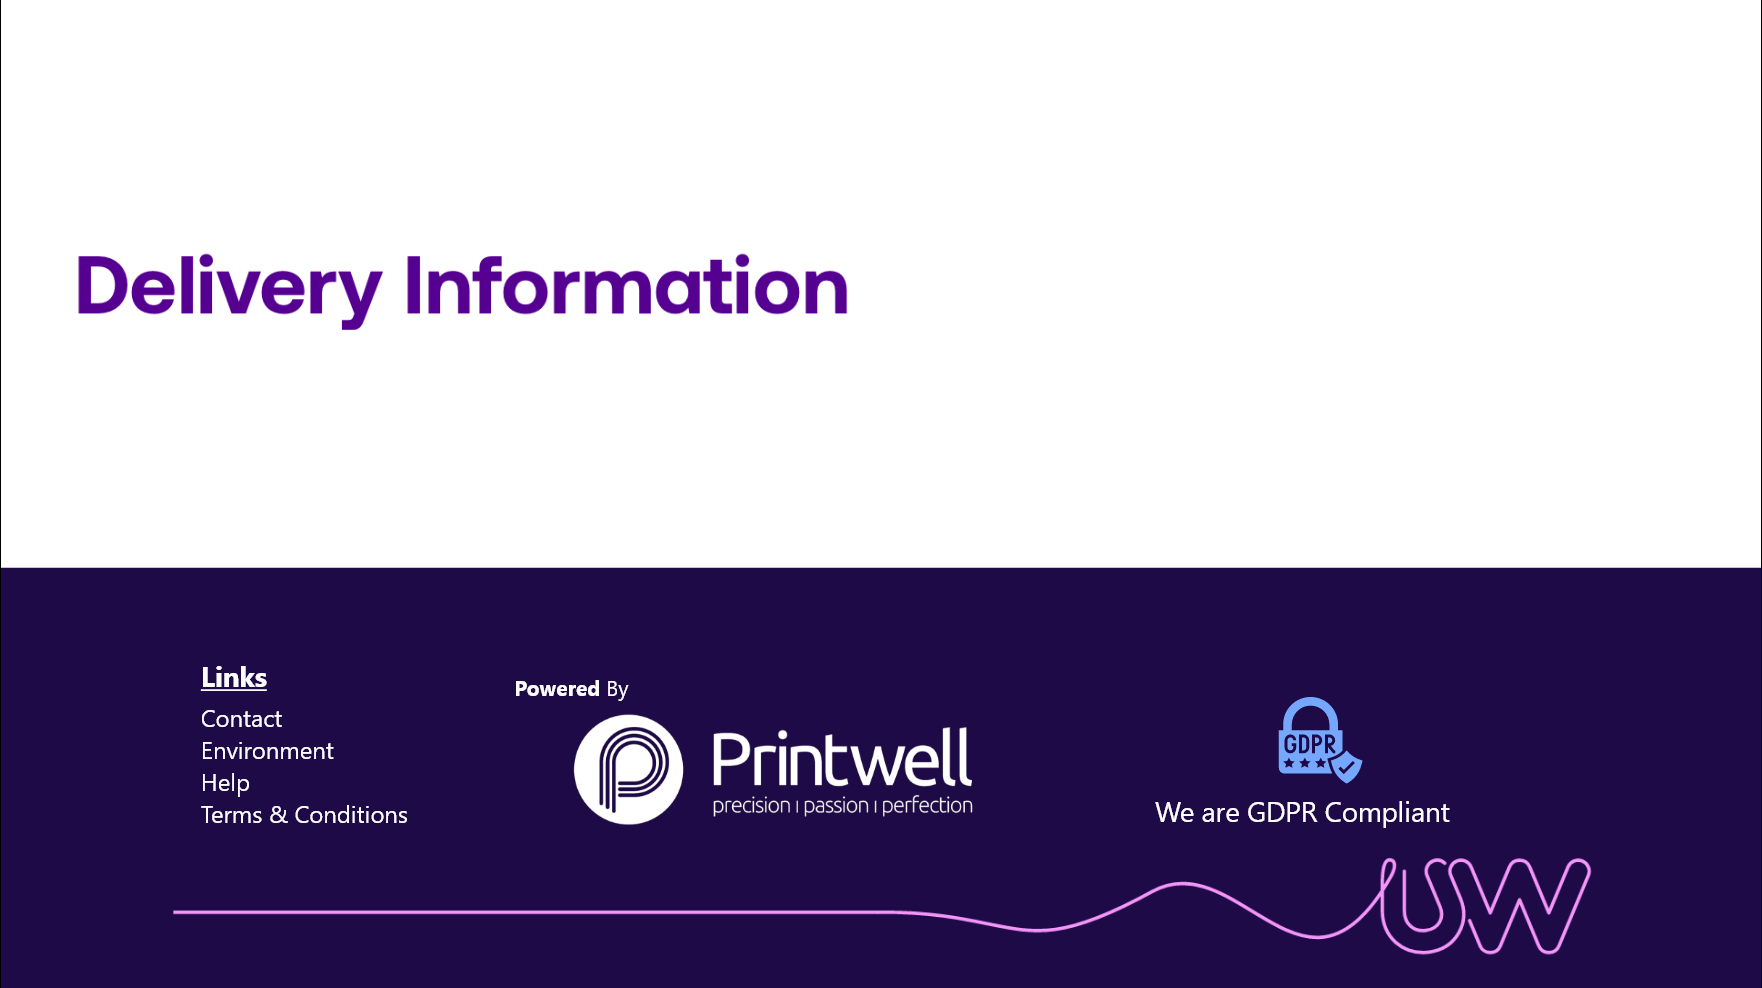 Delivery Information
Links
Contact
Environment
Help
Terms & Conditions
Powered By
Printwell
precision | passion | perfection
GDPR
We are GDPR Compliant
UW